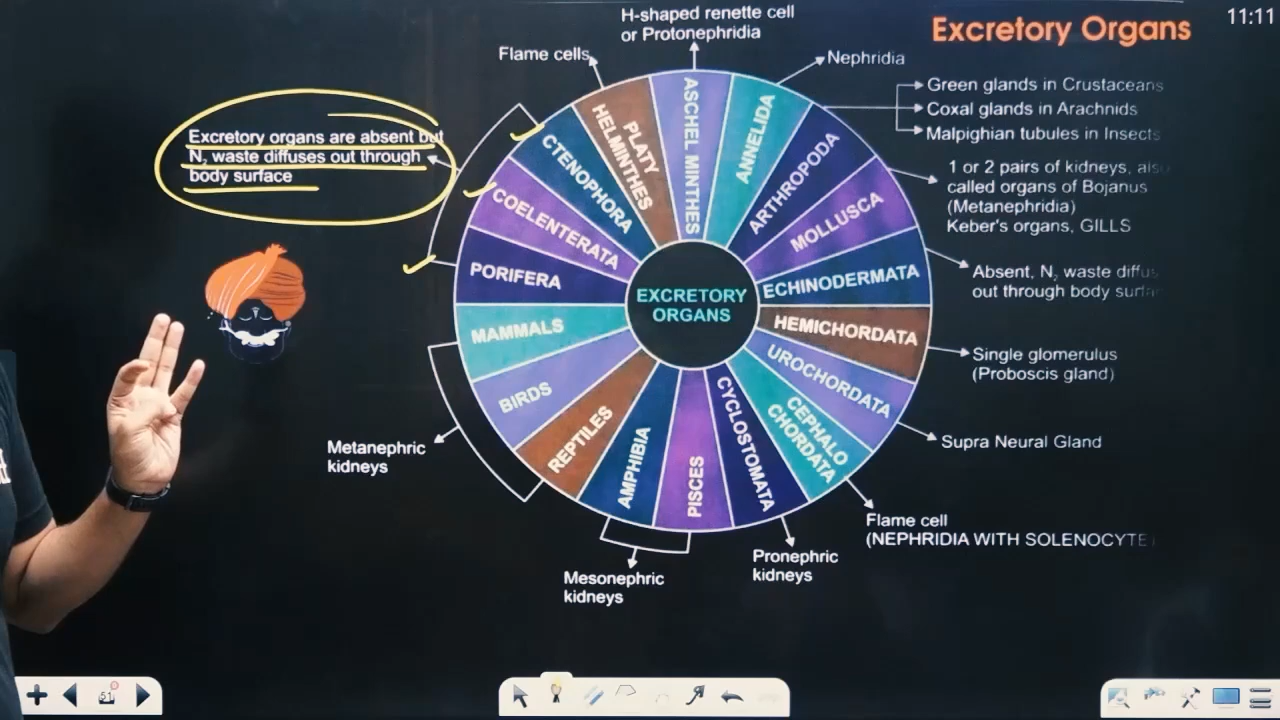 11:11
Excretory Organs
H-shaped renette cell
or Protonephridia
Flame cells
Nephridia
Green glands in Crustaceans
Coxal glands in Arachnids
Malpighian tubules in Insects
Excretory organs are absent but
N₂ waste diffuses out through
body surface
1 or 2 pairs of kidneys, also
called organs of Bojanus
(Metanephridia)
Keber's organs, GILLS
Absent, N₂ waste diffus
out through body surfa
Single glomerulus
(Proboscis gland)
Supra Neural Gland
Flame cell
(NEPHRIDIA WITH SOLENOCYTE
Pronephric
kidneys
Mesonephric
kidneys
Metanephric
kidneys
EXCRETORY
ORGANS
PORIFERA
COELENTERATA
CTENOPHORA
PLATY
HELMINTHES
ASCHEL MINTHES
ANNELIDA
ARTHROPODA
MOLLUSCA
ECHINODERMATA
HEMICHORDATA
UROCHORDATA
CEPHALO
CHORDATA
CYCLOSTOMATA
PISCES
AMPHIBIA
REPTILES
BIRDS
MAMMALS
51